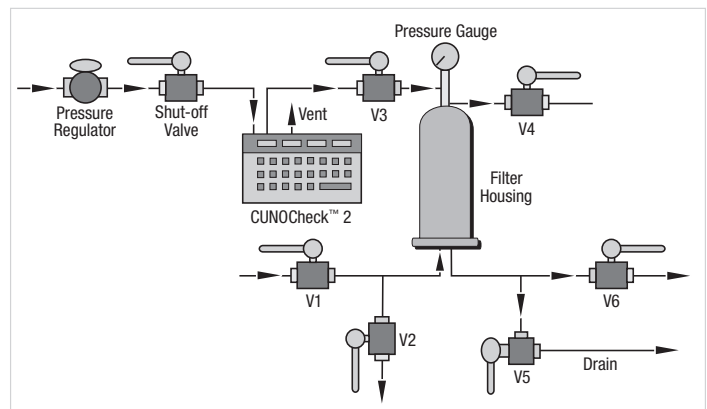 Pressure Gauge
Pressure
Regulator
Shut-off
Valve
Vent
V3
V4
CUNOCheck™ 2
Filter
Housing
V1
V6
V2
V5
Drain